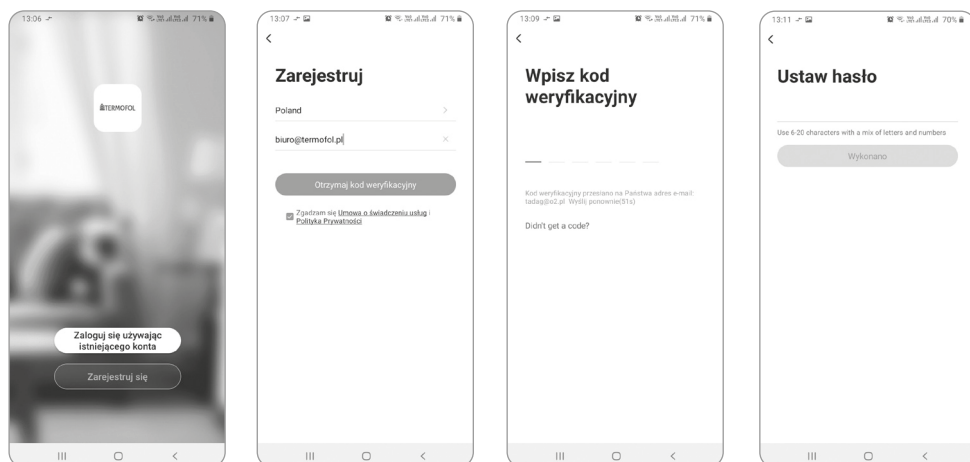 13:06
71%
TERMOFOL
Zaloguj się używając
istniejącego konta
Zarejestruj się
13:07
71%
Zarejestruj
Poland
biuro@termofol.pl
Otrzymaj kod weryfikacyjny
Zgadzam się Umowa o świadczeniu usług i
Polityka Prywatności
13:09
71%
Wpisz kod
weryfikacyjny
Kod weryfikacyjny przesłano na Państwa adres e-mail:
tadag@o2.pl Wyślij ponownie(51s)
Didn't get a code?
13:11
70%
Ustaw hasło
Use 6-20 characters with a mix of letters and numbers
Wykonano